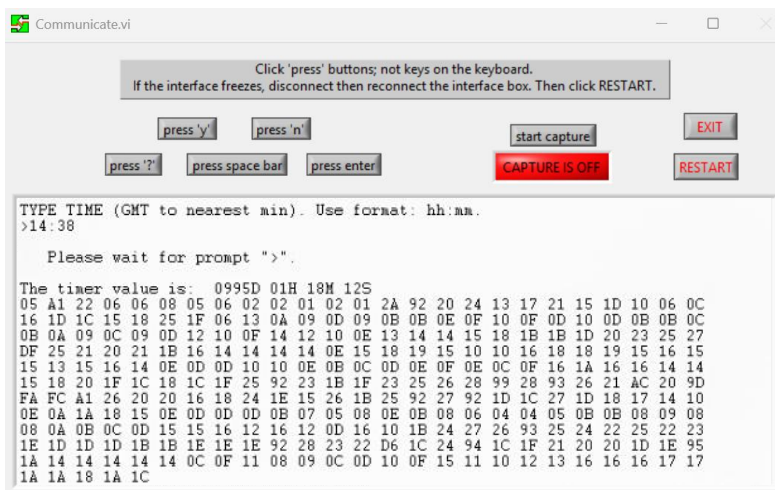 Communicate.vi
Click 'press' buttons; not keys on the keyboard.
If the interface freezes, disconnect then reconnect the interface box. Then click RESTART.
press 'y' press 'n' start capture EXIT
press '?' press space bar press enter CAPTURE IS OFF RESTART
TYPE TIME (GMT to nearest min). Use format: hh:mm.
>14:38
Please wait for prompt ">".
The timer value is: 0995D 01H 18M 12S
05 A1 22 06 06 08 05 06 02 02 01 02 01 2A 92 20 24 13 17 21 15 1D 10 06 0C
16 1D 1C 15 18 25 1F 06 13 0A 09 0D 09 0B 0B 0E 0F 10 0F 0D 10 0D 0B 0B 0C
0B 0A 09 0C 09 0D 12 10 0F 14 12 10 0E 13 14 14 15 18 1B 1B 1D 20 23 25 27
DF 25 21 20 21 1B 16 14 14 14 14 0E 15 18 19 15 10 10 16 18 18 19 15 16 15
15 13 15 16 14 0E 0D 0D 10 10 0E 0B 0C 0D 0E 0F 0E 0C 0F 16 1A 16 16 14 14
15 18 20 1F 1C 18 1C 1F 25 92 23 1B 1F 23 25 26 28 99 28 93 26 21 AC 20 9D
FA FC A1 26 20 20 16 18 24 1E 15 26 1B 25 92 27 92 1D 1C 27 1D 18 17 14 10
0E 0A 1A 18 15 0E 0D 0D 0D 0B 07 05 08 0E 0B 08 06 04 04 05 0B 0B 08 09 08
08 0A 0B 0C 0D 15 15 16 12 16 12 0D 16 10 1B 24 27 26 93 25 24 22 25 22 23
1E 1D 1D 1D 1B 1B 1E 1E 1E 92 28 23 22 D6 1C 24 94 1C 1F 21 20 20 1D 1E 95
1A 14 14 14 14 14 0C 0F 11 08 09 0C 0D 10 0F 15 11 10 12 13 16 16 16 17 17
1A 1A 18 1A 1C